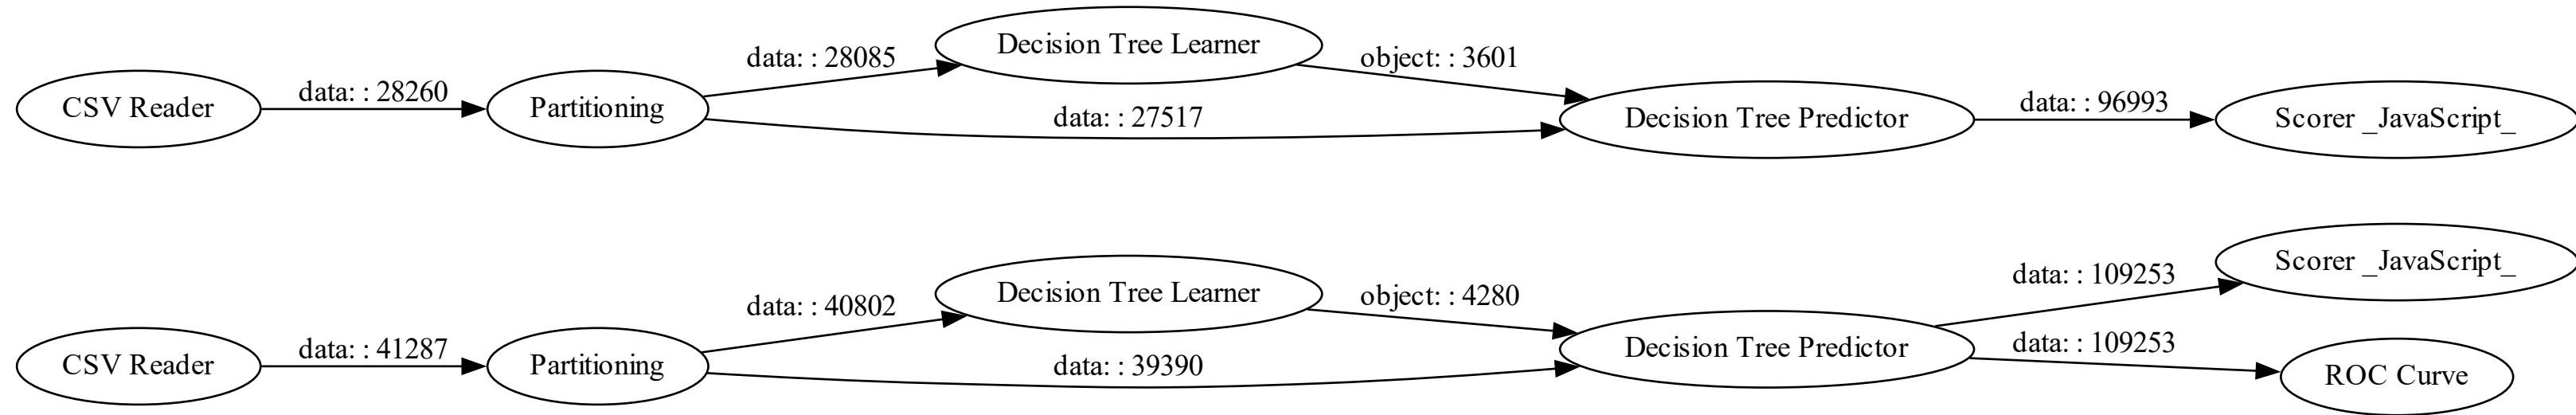 CSV Reader
data: : 28260
Partitioning
data: : 28085
Decision Tree Learner
object: : 3601
data: : 27517
Decision Tree Predictor
data: : 96993
Scorer _JavaScript_
CSV Reader
data: : 41287
Partitioning
data: : 40802
Decision Tree Learner
object: : 4280
data: : 39390
Decision Tree Predictor
data: : 109253
Scorer _JavaScript_
data: : 109253
ROC Curve